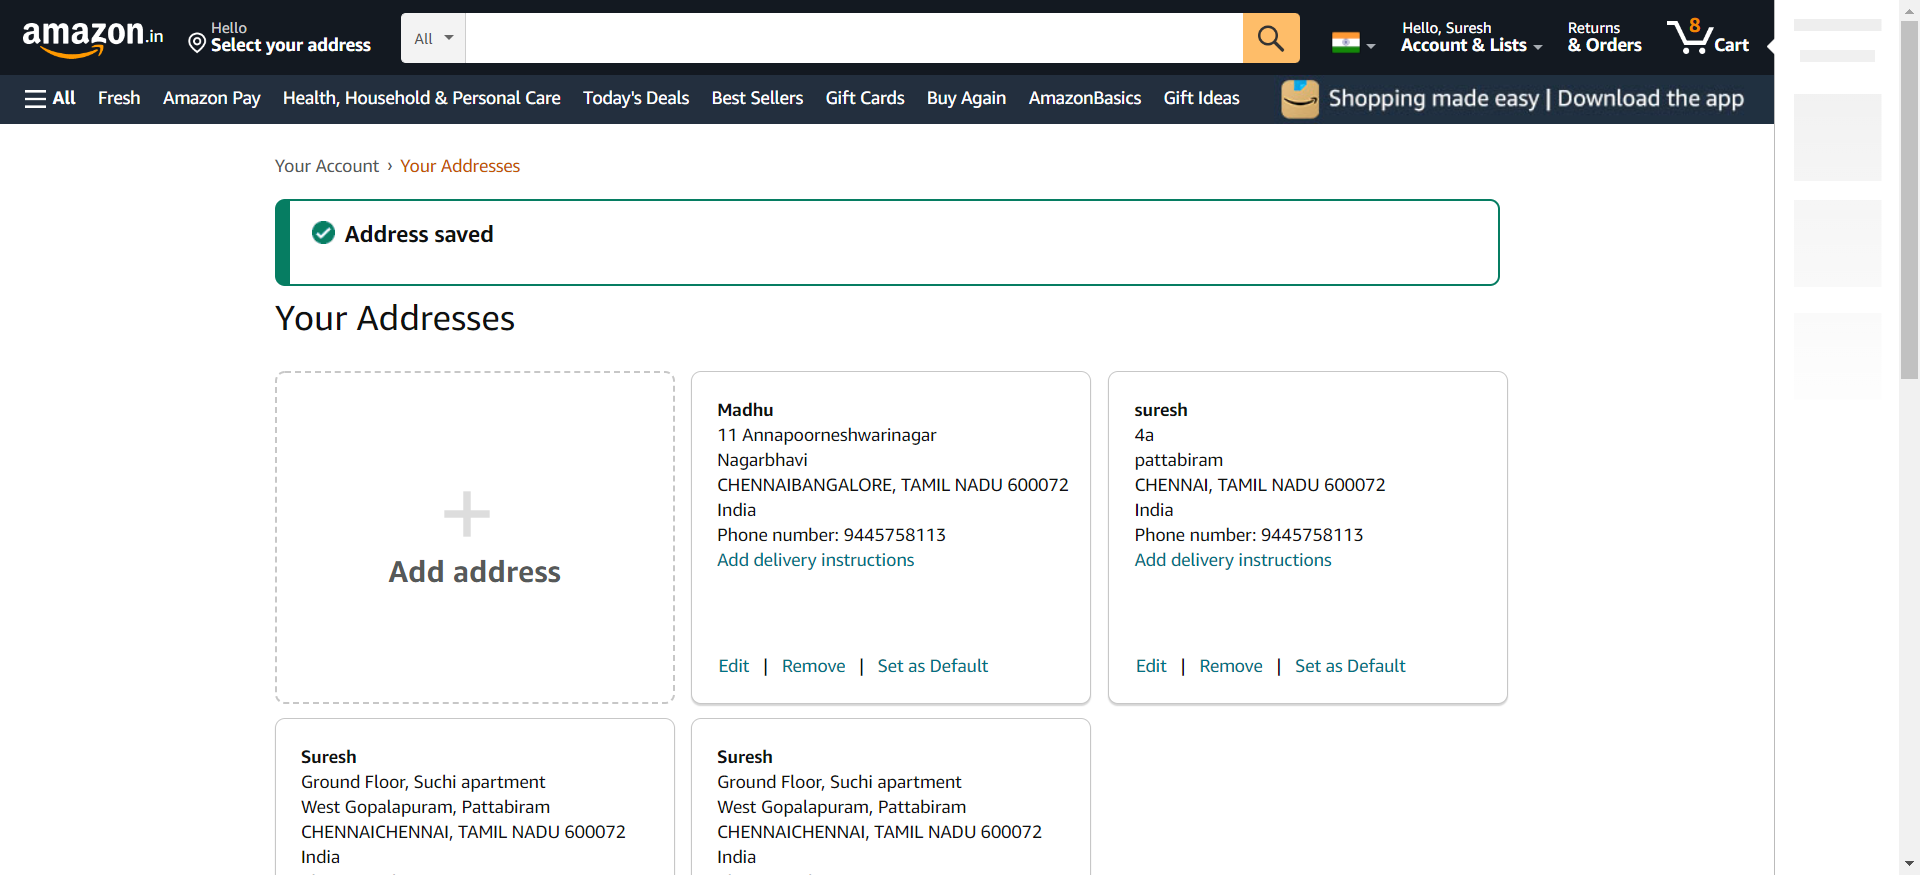 amazon.in
Hello
Select your address
All
Hello, Suresh
Account & Lists
Returns
& Orders
8
Cart
All
Fresh
Amazon Pay
Health, Household & Personal Care
Today's Deals
Best Sellers
Gift Cards
Buy Again
AmazonBasics
Gift Ideas
Shopping made easy | Download the app
Your Account › Your Addresses
Address saved
Your Addresses
Add address
Madhu
11 Annapoorneshwarinagar
Nagarbhavi
CHENNAIBANGALORE, TAMIL NADU 600072
India
Phone number: 9445758113
Add delivery instructions
Edit | Remove | Set as Default
suresh
4a
pattabiram
CHENNAI, TAMIL NADU 600072
India
Phone number: 9445758113
Add delivery instructions
Edit | Remove | Set as Default
Suresh
Ground Floor, Suchi apartment
West Gopalapuram, Pattabiram
CHENNAICHENNAI, TAMIL NADU 600072
India
Suresh
Ground Floor, Suchi apartment
West Gopalapuram, Pattabiram
CHENNAICHENNAI, TAMIL NADU 600072
India